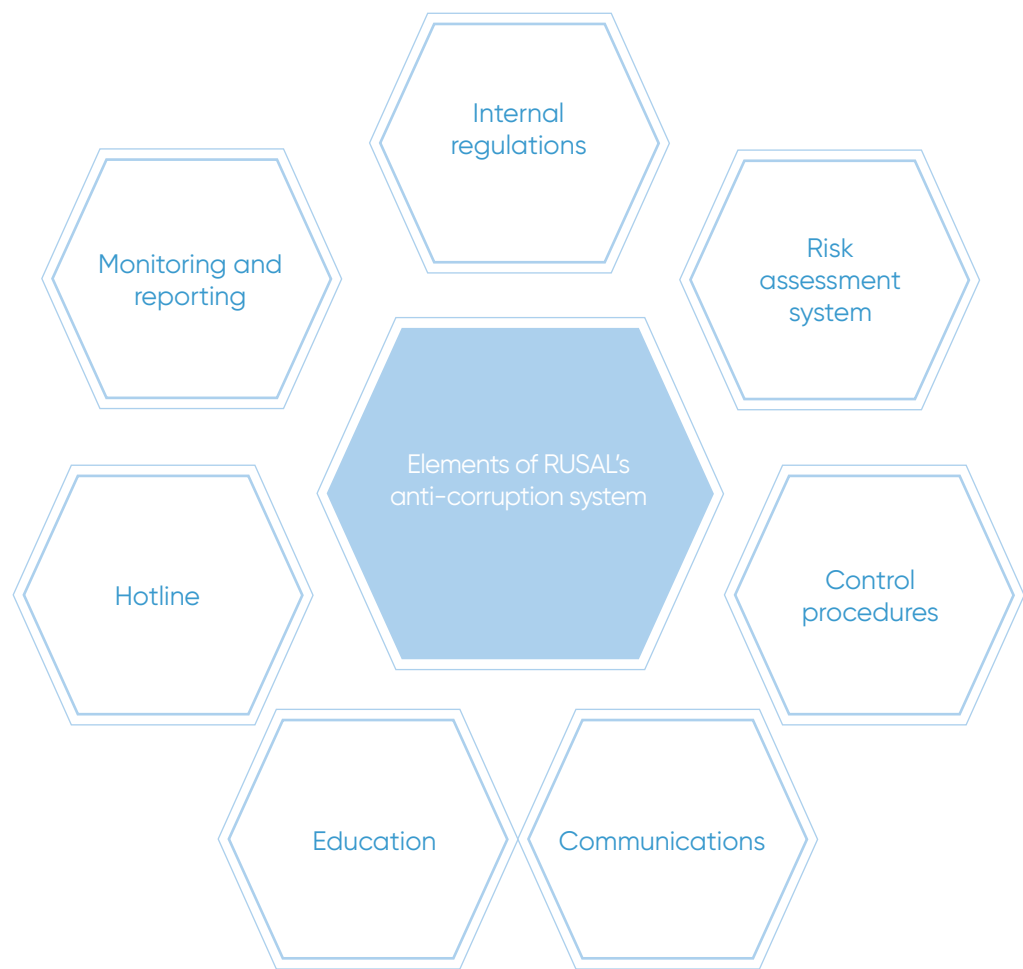 Internal
regulations
Monitoring and
reporting
Risk
assessment
system
Elements of RUSAL's
anti-corruption system
Hotline
Control
procedures
Education
Communications